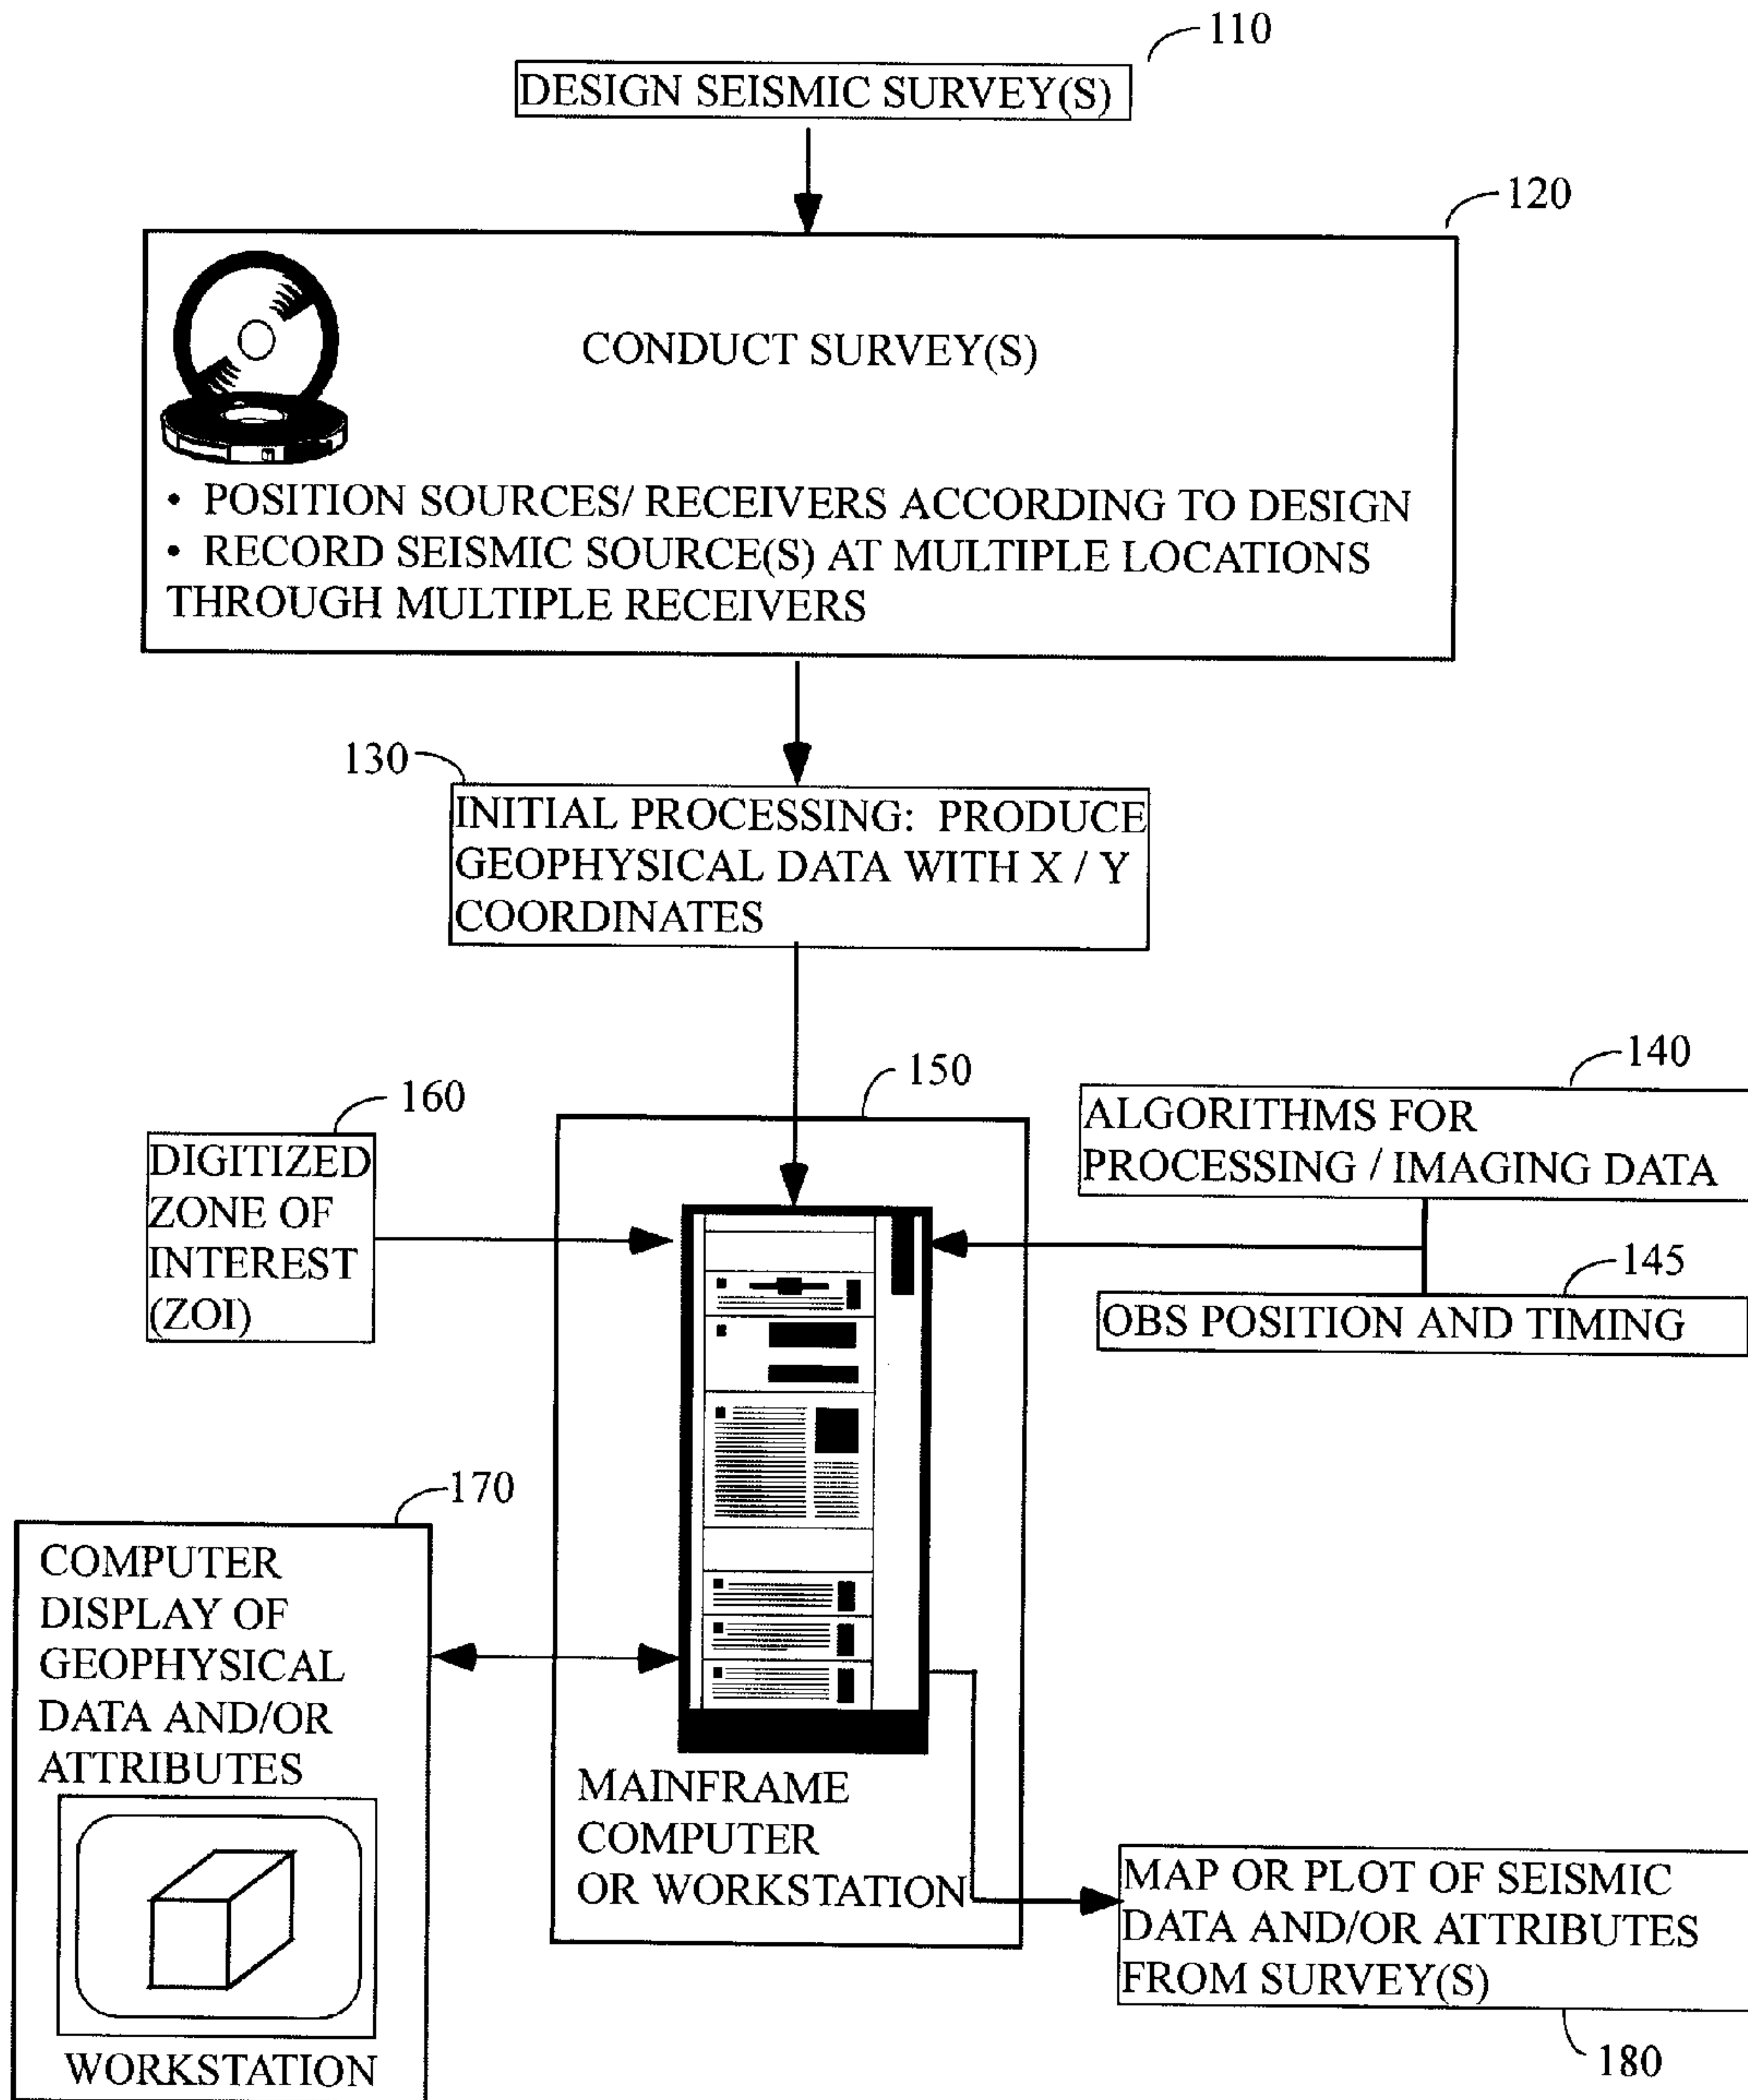 110
DESIGN SEISMIC SURVEY(S)
120
CONDUCT SURVEY(S)
• POSITION SOURCES/ RECEIVERS ACCORDING TO DESIGN
• RECORD SEISMIC SOURCE(S) AT MULTIPLE LOCATIONS
THROUGH MULTIPLE RECEIVERS
130
INITIAL PROCESSING: PRODUCE
GEOPHYSICAL DATA WITH X / Y
COORDINATES
140
ALGORITHMS FOR
PROCESSING / IMAGING DATA
145
OBS POSITION AND TIMING
150
160
DIGITIZED
ZONE OF
INTEREST
(ZOI)
170
COMPUTER
DISPLAY OF
GEOPHYSICAL
DATA AND/OR
ATTRIBUTES
WORKSTATION
MAINFRAME
COMPUTER
OR WORKSTATION
MAP OR PLOT OF SEISMIC
DATA AND/OR ATTRIBUTES
FROM SURVEY(S)
180